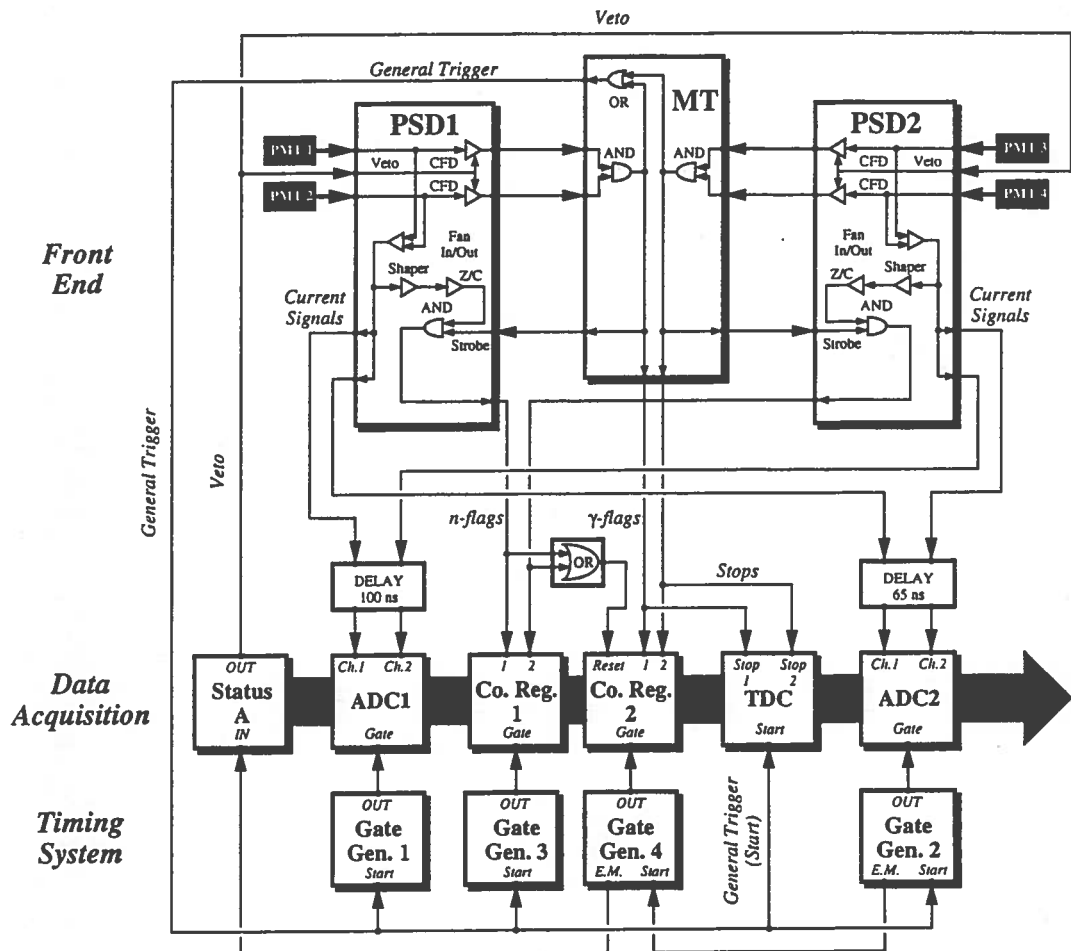 Veto
General Trigger
OR
MT
PSD1
PSD2
PMT 1
Veto
CFD
AND
AND
CFD
Veto
PMT 3
PMT 2
CFD
CFD
PMT 4
Front
End
Fan
In/Out
Fan
In/Out
Shaper
Z/C
Z/C
Shaper
AND
AND
Current
Signals
Current
Signals
Strobe
Strobe
General Trigger
Veto
n-flags
γ-flags
OR
Stops
DELAY
100 ns
DELAY
65 ns
Data
Acquisition
OUT
Status
A
IN
Ch.1 Ch.2
ADC1
Gate
1 2
Co. Reg.
1
Gate
Reset 1 2
Co. Reg.
2
Gate
Stop Stop
1 2
TDC
Start
Ch.1 Ch.2
ADC2
Gate
Timing
System
OUT
Gate
Gen. 1
Start
OUT
Gate
Gen. 3
Start
OUT
Gate
Gen. 4
E.M. Start
General Trigger
(Start)
OUT
Gate
Gen. 2
E.M. Start